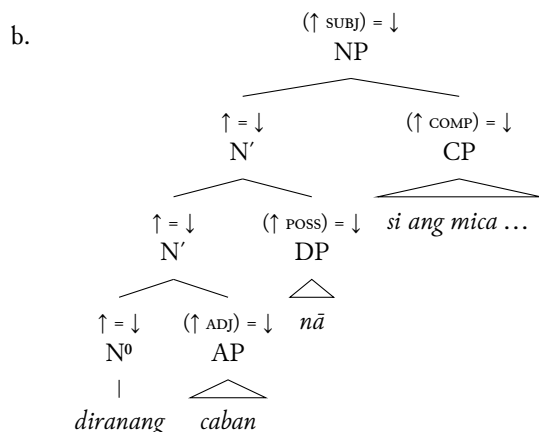 b.
(↑ SUBJ) = ↓
NP
↑ = ↓ (↑ COMP) = ↓
N′ CP
↑ = ↓ (↑ POSS) = ↓ si ang mica …
N′ DP
↑ = ↓ (↑ ADJ) = ↓ nā
N⁰ AP
diranang caban